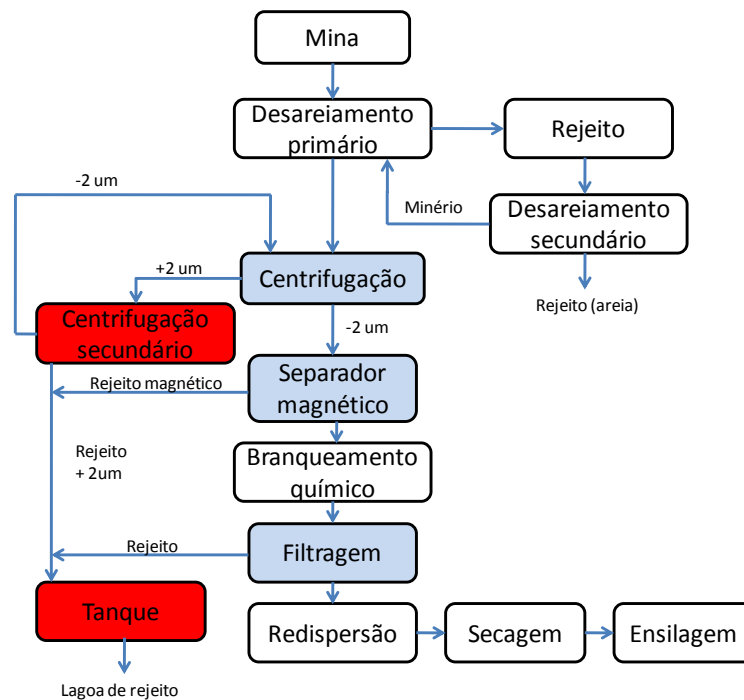 Mina
Desareiamento
primário
Rejeito
-2 um
Minério
Desareiamento
secundário
+2 um
Centrifugação
Rejeito (areia)
Centrifugação
secundário
-2 um
Rejeito magnético
Separador
magnético
Rejeito
+ 2um
Branqueamento
químico
Rejeito
Filtragem
Tanque
Redispersão
Secagem
Ensilagem
Lagoa de rejeito